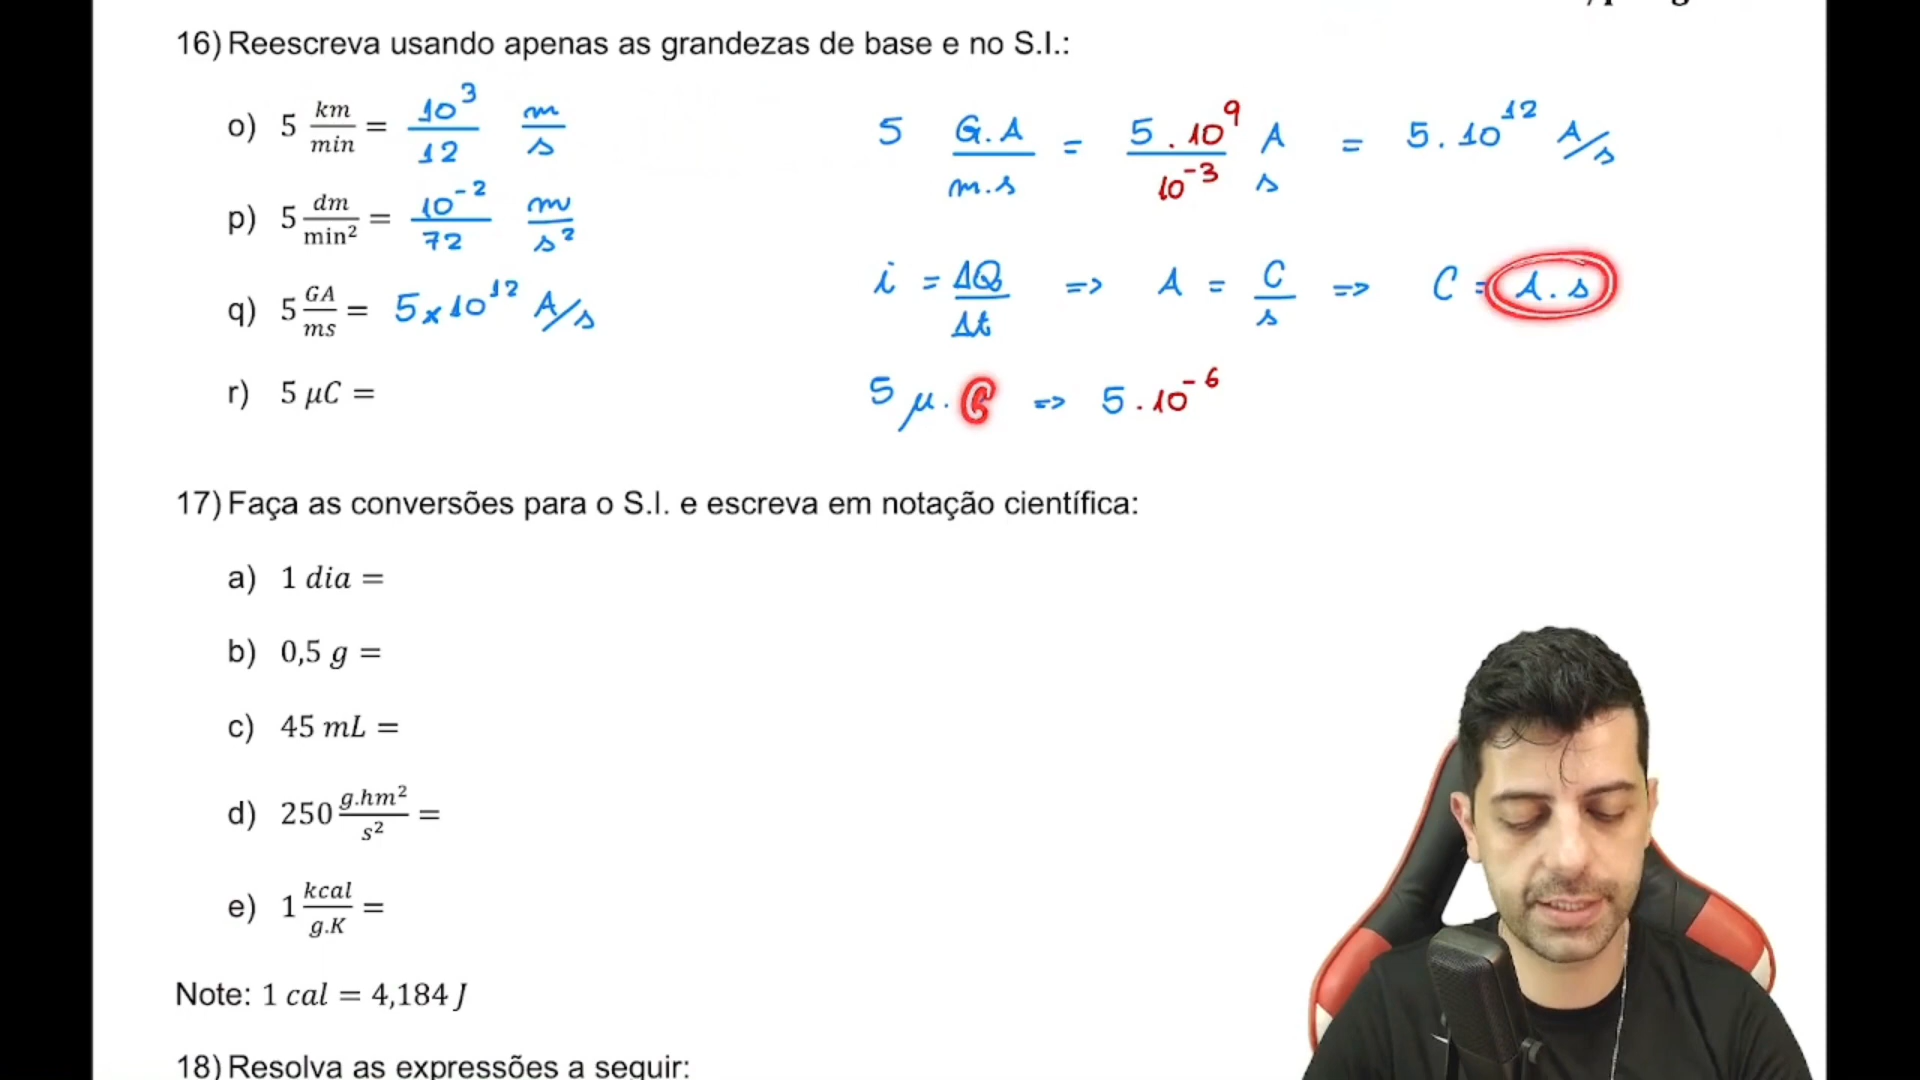 16) Reescreva usando apenas as grandezas de base e no S.I.:
o) 5 km/min = 10³/12 m/s
5 G.A/m.s = 5.10⁹/10⁻³ A/s = 5.10¹² A/s
p) 5 dm/min² = 10⁻²/72 m/s²
q) 5 GA/ms = 5x10¹² A/s
i = ΔQ/Δt => A = C/s => C = A.s
r) 5 μC =
5 μ.C => 5.10⁻⁶
17) Faça as conversões para o S.I. e escreva em notação científica:
a) 1 dia =
b) 0,5 g =
c) 45 mL =
d) 250 g.hm²/s² =
e) 1 kcal/g.K =
Note: 1 cal = 4,184 J
18) Resolva as expressões a seguir: